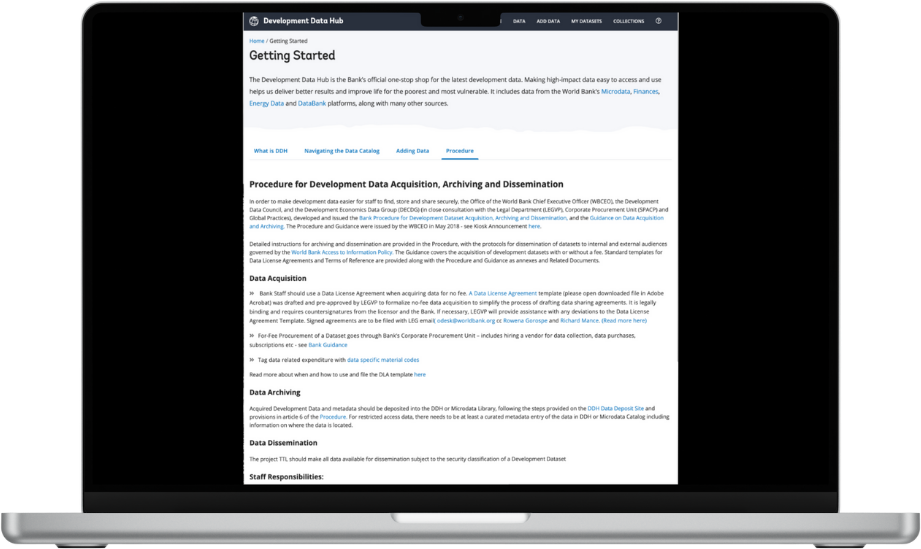 Development Data Hub
DATA ADD DATA MY DATASETS COLLECTIONS
Home / Getting Started
Getting Started
The Development Data Hub is the Bank's official one-stop shop for the latest development data. Making high-impact data easy to access and use
helps us deliver better results and improve life for the poorest and most vulnerable. It includes data from the World Bank's Microdata, Finances,
Energy Data and DataBank platforms, along with many other sources.
What is DDH Navigating the Data Catalog Adding Data Procedure
Procedure for Development Data Acquisition, Archiving and Dissemination
In order to make development data easier for staff to find, store and share securely, the Office of the World Bank Chief Executive Officer (WBCEO), the Development
Data Council, and the Development Economics Data Group (DECDG) (in close consultation with the Legal Department (LEGVP), Corporate Procurement Unit (SPACP) and
Global Practices), developed and issued the Bank Procedure for Development Dataset Acquisition, Archiving and Dissemination, and the Guidance on Data Acquisition
and Archiving. The Procedure and Guidance were issued by the WBCEO in May 2018 - see Kiosk Announcement here.
Detailed instructions for archiving and dissemination are provided in the Procedure, with the protocols for dissemination of datasets to internal and external audiences
governed by the World Bank Access to Information Policy. The Guidance covers the acquisition of development datasets with or without a fee. Standard templates for
Data License Agreements and Terms of Reference are provided along with the Procedure and Guidance as annexes and Related Documents.
Data Acquisition
» Bank Staff should use a Data License Agreement when acquiring data for no fee. A Data License Agreement template (please open downloaded file in Adobe
Acrobat) was drafted and pre-approved by LEGVP to formalize no-fee data acquisition to simplify the process of drafting data sharing agreements. It is legally
binding and requires countersignatures from the licensor and the Bank. If necessary, LEGVP will provide assistance with any deviations to the Data License
Agreement Template. Signed agreements are to be filed with LEG email( odesk@worldbank.org cc Rowena Gorospe and Richard Mance. (Read more here)
» For-Fee Procurement of a Dataset goes through Bank's Corporate Procurement Unit – includes hiring a vendor for data collection, data purchases,
subscriptions etc - see Bank Guidance
» Tag data related expenditure with data specific material codes
Read more about when and how to use and file the DLA template here
Data Archiving
Acquired Development Data and metadata should be deposited into the DDH or Microdata Library, following the steps provided on the DDH Data Deposit Site and
provisions in article 6 of the Procedure. For restricted access data, there needs to be at least a curated metadata entry of the data in DDH or Microdata Catalog including
information on where the data is located.
Data Dissemination
The project TTL should make all data available for dissemination subject to the security classification of a Development Dataset
Staff Responsibilities: